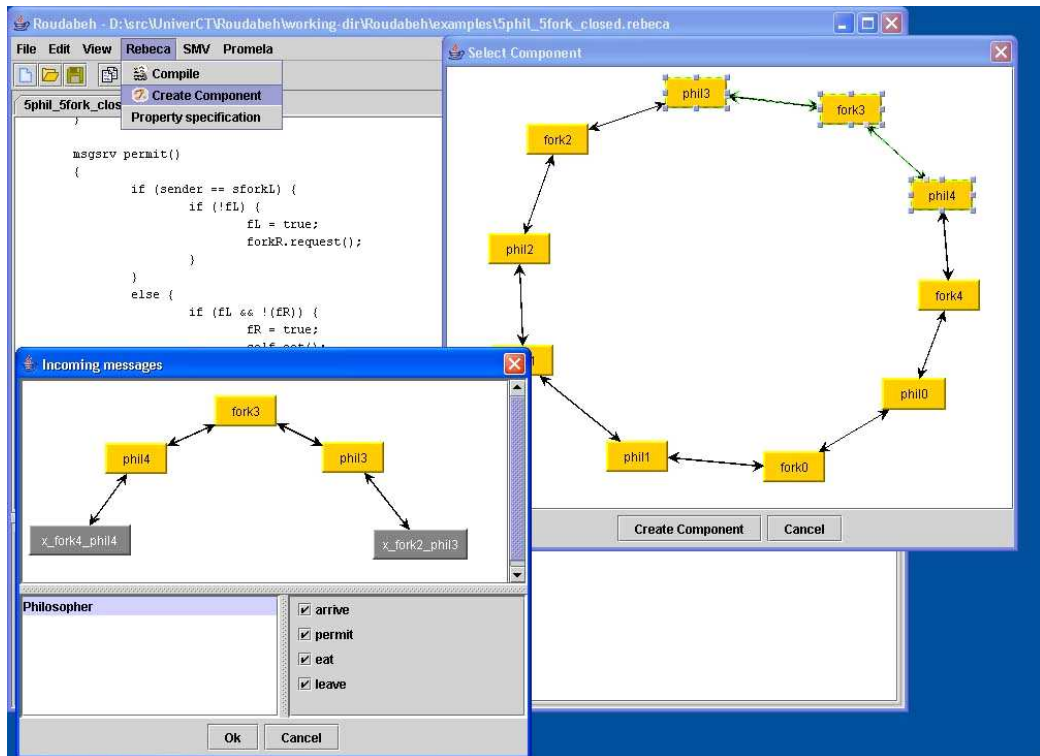 Roudabeh - D:\src\UniverCT\Roudabeh\working-dir\Roudabeh\examples\5phil_5fork_closed.rebeca
File Edit View Rebeca SMV Promela
Compile
Create Component
Property specification
5phil_5fork_clos
}
msgsrv permit()
{
if (sender == sforkL) {
if (!fL) {
fL = true;
forkR.request();
}
}
else {
if (fL && !(fR)) {
fR = true;
Select Component
phil3
fork3
fork2
phil4
phil2
fork4
phil0
phil1
fork0
Create Component Cancel
Incoming messages
fork3
phil4
phil3
x_fork4_phil4
x_fork2_phil3
Philosopher
arrive
permit
eat
leave
Ok Cancel